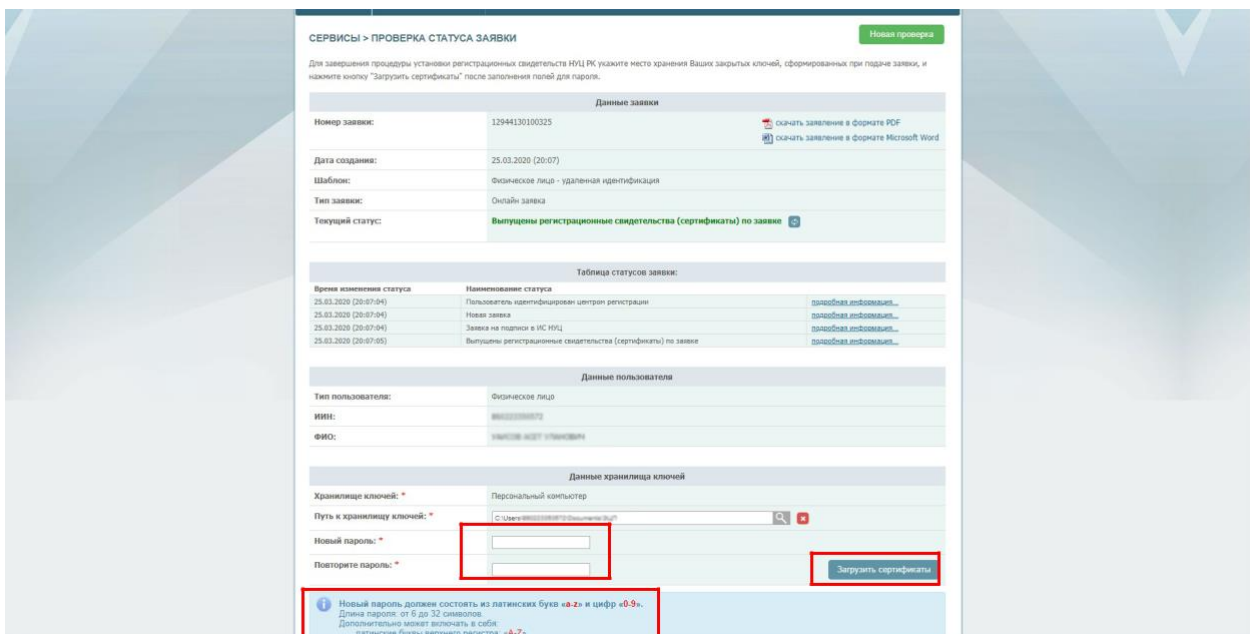 СЕРВИСЫ > ПРОВЕРКА СТАТУСА ЗАЯВКИ
Новая проверка
Для завершения процедуры установки регистрационных свидетельств НУЦ РК укажите место хранения Ваших закрытых ключей, сформированных при подаче заявки, и
нажмите кнопку "Загрузить сертификаты" после заполнения полей для пароля.
Данные заявки
Номер заявки: 12944130100325 скачать заявление в формате PDF
скачать заявление в формате Microsoft Word
Дата создания: 25.03.2020 (20:07)
Шаблон: Физическое лицо - удаленная идентификация
Тип заявки: Онлайн заявка
Текущий статус: Выпущены регистрационные свидетельства (сертификаты) по заявке
Таблица статусов заявки:
Время изменения статуса Наименование статуса
25.03.2020 (20:07:04) Пользователь идентифицирован центром регистрации подробная информация...
25.03.2020 (20:07:04) Новая заявка подробная информация...
25.03.2020 (20:07:04) Заявка на подписи в ИС НУЦ подробная информация...
25.03.2020 (20:07:05) Выпущены регистрационные свидетельства (сертификаты) по заявке подробная информация...
Данные пользователя
Тип пользователя: Физическое лицо
ИИН:
ФИО:
Данные хранилища ключей
Хранилище ключей: * Персональный компьютер
Путь к хранилищу ключей: * C:\Users\
Новый пароль: *
Повторите пароль: * Загрузить сертификаты
Новый пароль должен состоять из латинских букв «a-z» и цифр «0-9».
Длина пароля: от 6 до 32 символов.
Дополнительно может включать в себя:
латинские буквы верхнего регистра: «A-Z»